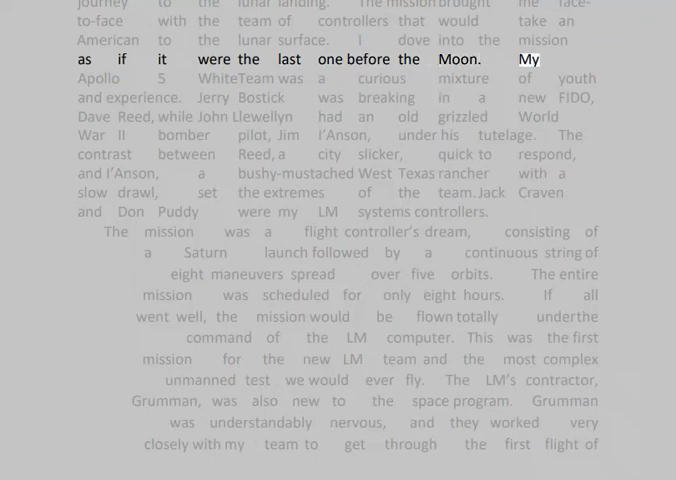 journey to the lunar landing. The mission brought me face-
to-face with the team of controllers that would take an
American to the lunar surface. I dove into the mission
as if it were the last one before the Moon. My
Apollo 5 White Team was a curious mixture of youth
and experience. Jerry Bostick was breaking in a new FIDO,
Dave Reed, while John Llewellyn had an old grizzled World
War II bomber pilot, Jim I'Anson, under his tutelage. The
contrast between Reed, a city slicker, quick to respond,
and I'Anson, a bushy-mustached West Texas rancher with a
slow drawl, set the extremes of the team. Jack Craven
and Don Puddy were my LM systems controllers.
The mission was a flight controller's dream, consisting of
a Saturn launch followed by a continuous string of
eight maneuvers spread over five orbits. The entire
mission was scheduled for only eight hours. If all
went well, the mission would be flown totally under the
command of the LM computer. This was the first
mission for the new LM team and the most complex
unmanned test we would ever fly. The LM's contractor,
Grumman, was also new to the space program. Grumman
was understandably nervous, and they worked very
closely with my team to get through the first flight of